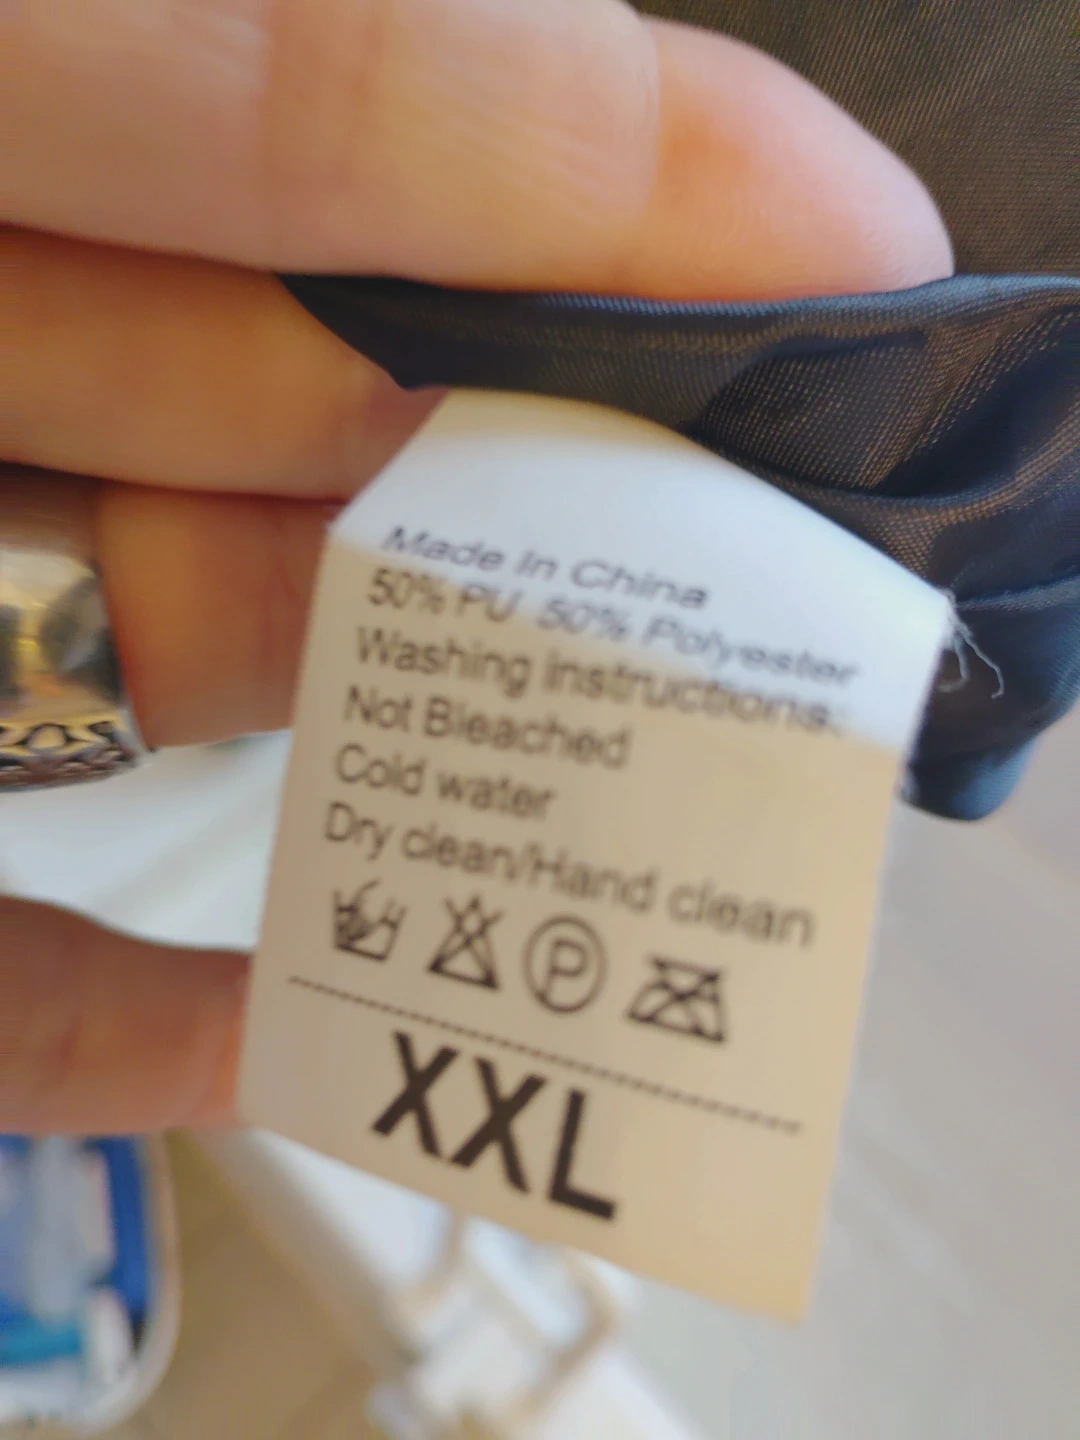 Made In China
50% PU 50% Polyester
Washing instructions:
Not Bleached
Cold water
Dry clean/Hand clean
P
XXL